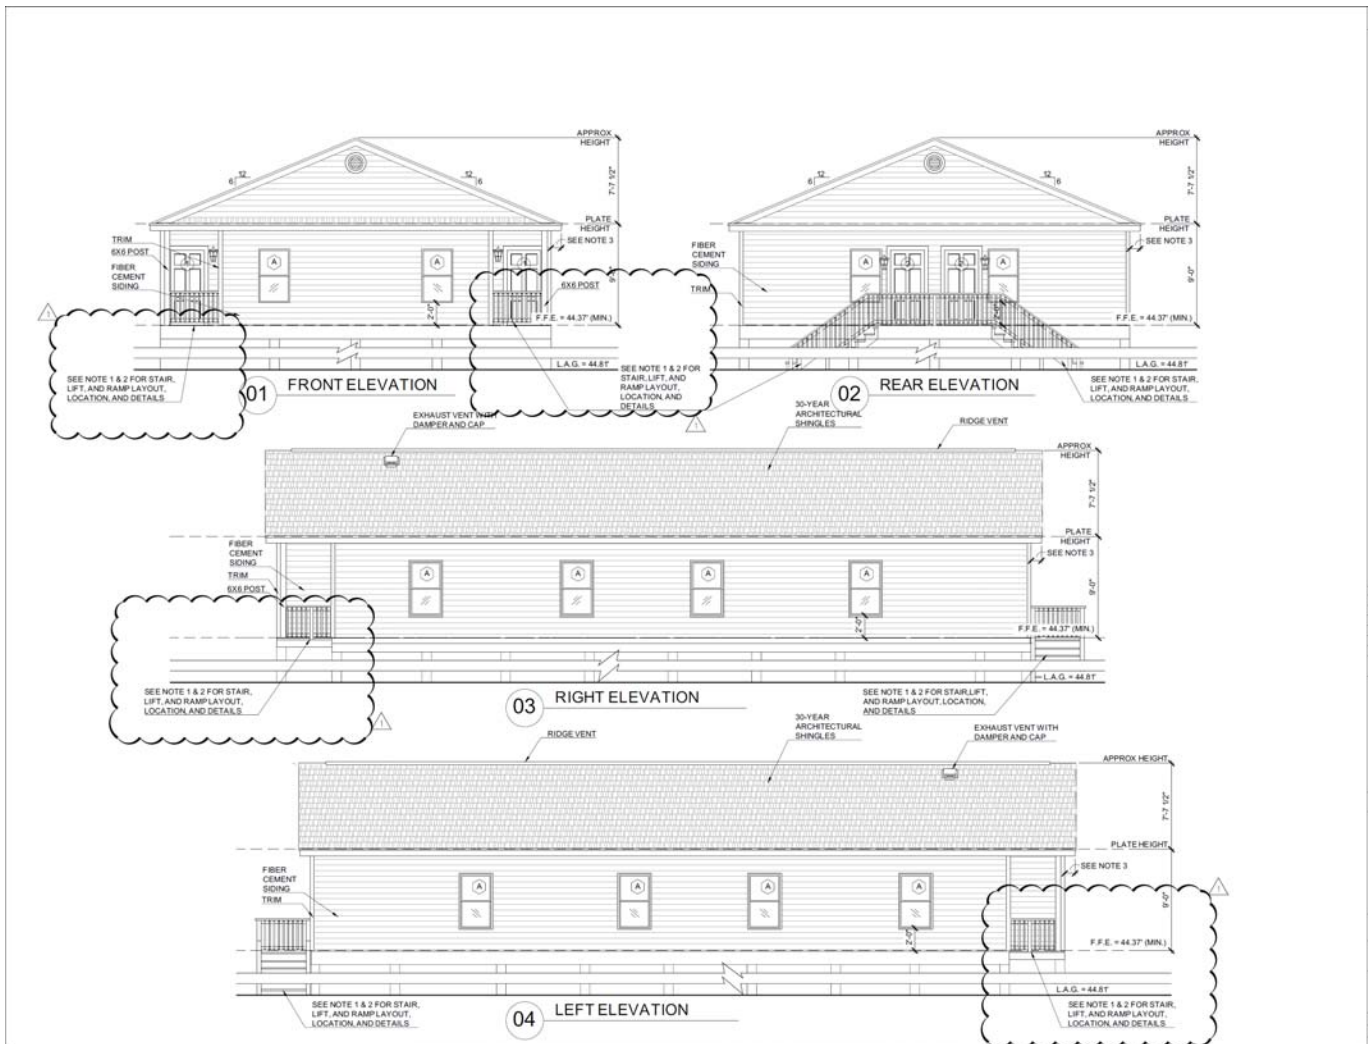 APPROX
HEIGHT
12
6
12
6
7'-7 1/2"
PLATE
HEIGHT
TRIM
6X6 POST
FIBER
CEMENT
SIDING
A
A
SEE NOTE 3
6X6 POST
9'-0"
2'-0"
F.F.E. = 44.37' (MIN.)
L.A.G. = 44.81'
1
SEE NOTE 1 & 2 FOR STAIR,
LIFT, AND RAMP LAYOUT,
LOCATION, AND DETAILS
SEE NOTE 1 & 2 FOR
STAIR, LIFT, AND
RAMP LAYOUT,
LOCATION, AND
DETAILS
1
01 FRONT ELEVATION
APPROX
HEIGHT
12
6
12
6
7'-7 1/2"
PLATE
HEIGHT
FIBER
CEMENT
SIDING
TRIM
A
A
SEE NOTE 3
9'-0"
2'-0"
F.F.E. = 44.37' (MIN.)
L.A.G. = 44.81'
SEE NOTE 1 & 2 FOR STAIR,
LIFT, AND RAMP LAYOUT,
LOCATION, AND DETAILS
02 REAR ELEVATION
EXHAUST VENT WITH
DAMPER AND CAP
30-YEAR
ARCHITECTURAL
SHINGLES
RIDGE VENT
APPROX
HEIGHT
7'-7 1/2"
PLATE
HEIGHT
SEE NOTE 3
FIBER
CEMENT
SIDING
TRIM
6X6 POST
A
A
A
A
9'-0"
2'-0"
F.F.E. = 44.37' (MIN.)
L.A.G. = 44.81'
SEE NOTE 1 & 2 FOR STAIR,
LIFT, AND RAMP LAYOUT,
LOCATION, AND DETAILS
1
SEE NOTE 1 & 2 FOR STAIR, LIFT,
AND RAMP LAYOUT, LOCATION,
AND DETAILS
03 RIGHT ELEVATION
RIDGE VENT
30-YEAR
ARCHITECTURAL
SHINGLES
EXHAUST VENT WITH
DAMPER AND CAP
APPROX HEIGHT
7'-7 1/2"
PLATE HEIGHT
SEE NOTE 3
FIBER
CEMENT
SIDING
TRIM
A
A
A
A
1
9'-0"
2'-0"
F.F.E. = 44.37' (MIN.)
L.A.G. = 44.81'
SEE NOTE 1 & 2 FOR STAIR,
LIFT, AND RAMP LAYOUT,
LOCATION, AND DETAILS
SEE NOTE 1 & 2 FOR STAIR,
LIFT, AND RAMP LAYOUT,
LOCATION, AND DETAILS
04 LEFT ELEVATION